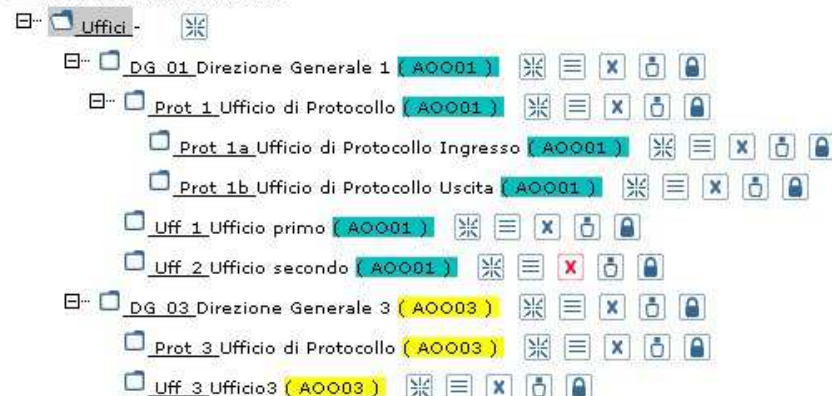 Uffici -
DG 01 Direzione Generale 1 ( AOO01 )
Prot 1 Ufficio di Protocollo ( AOO01 )
Prot 1a Ufficio di Protocollo Ingresso ( AOO01 )
Prot 1b Ufficio di Protocollo Uscita ( AOO01 )
Uff 1 Ufficio primo ( AOO01 )
Uff 2 Ufficio secondo ( AOO01 )
DG 03 Direzione Generale 3 ( AOO03 )
Prot 3 Ufficio di Protocollo ( AOO03 )
Uff 3 Ufficio3 ( AOO03 )